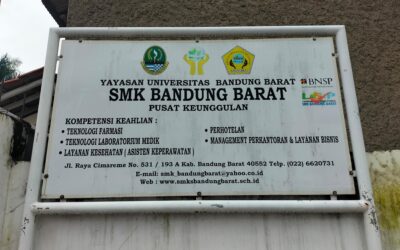 YAYASAN UNIVERSITAS BANDUNG BARAT
BNSP
SMK BANDUNG BARAT
PUSAT KEUNGGULAN
KOMPETENSI KEAHLIAN :
• TEKNOLOGI FARMASI
• TEKNOLOGI LABORATORIUM MEDIK
• LAYANAN KESEHATAN ( ASISTEN KEPERAWATAN )
• PERHOTELAN
• MANAGEMENT PERKANTORAN & LAYANAN BISNIS
Jl. Raya Cimareme No. 531 / 193 A Kab. Bandung Barat 40552 Telp. (022) 6620731
E-mail: smk_bandungbarat@yahoo.co.id
Web : www.smksbandungbarat.sch.id